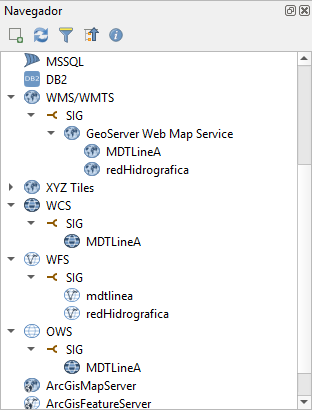 Navegador
MSSQL
DB2 DB2
WMS/WMTS
SIG
GeoServer Web Map Service
MDTLineA
redHidrografica
XYZ Tiles
WCS
SIG
MDTLineA
WFS
SIG
mdtlinea
redHidrografica
OWS
SIG
MDTLineA
ArcGisMapServer
ArcGisFeatureServer